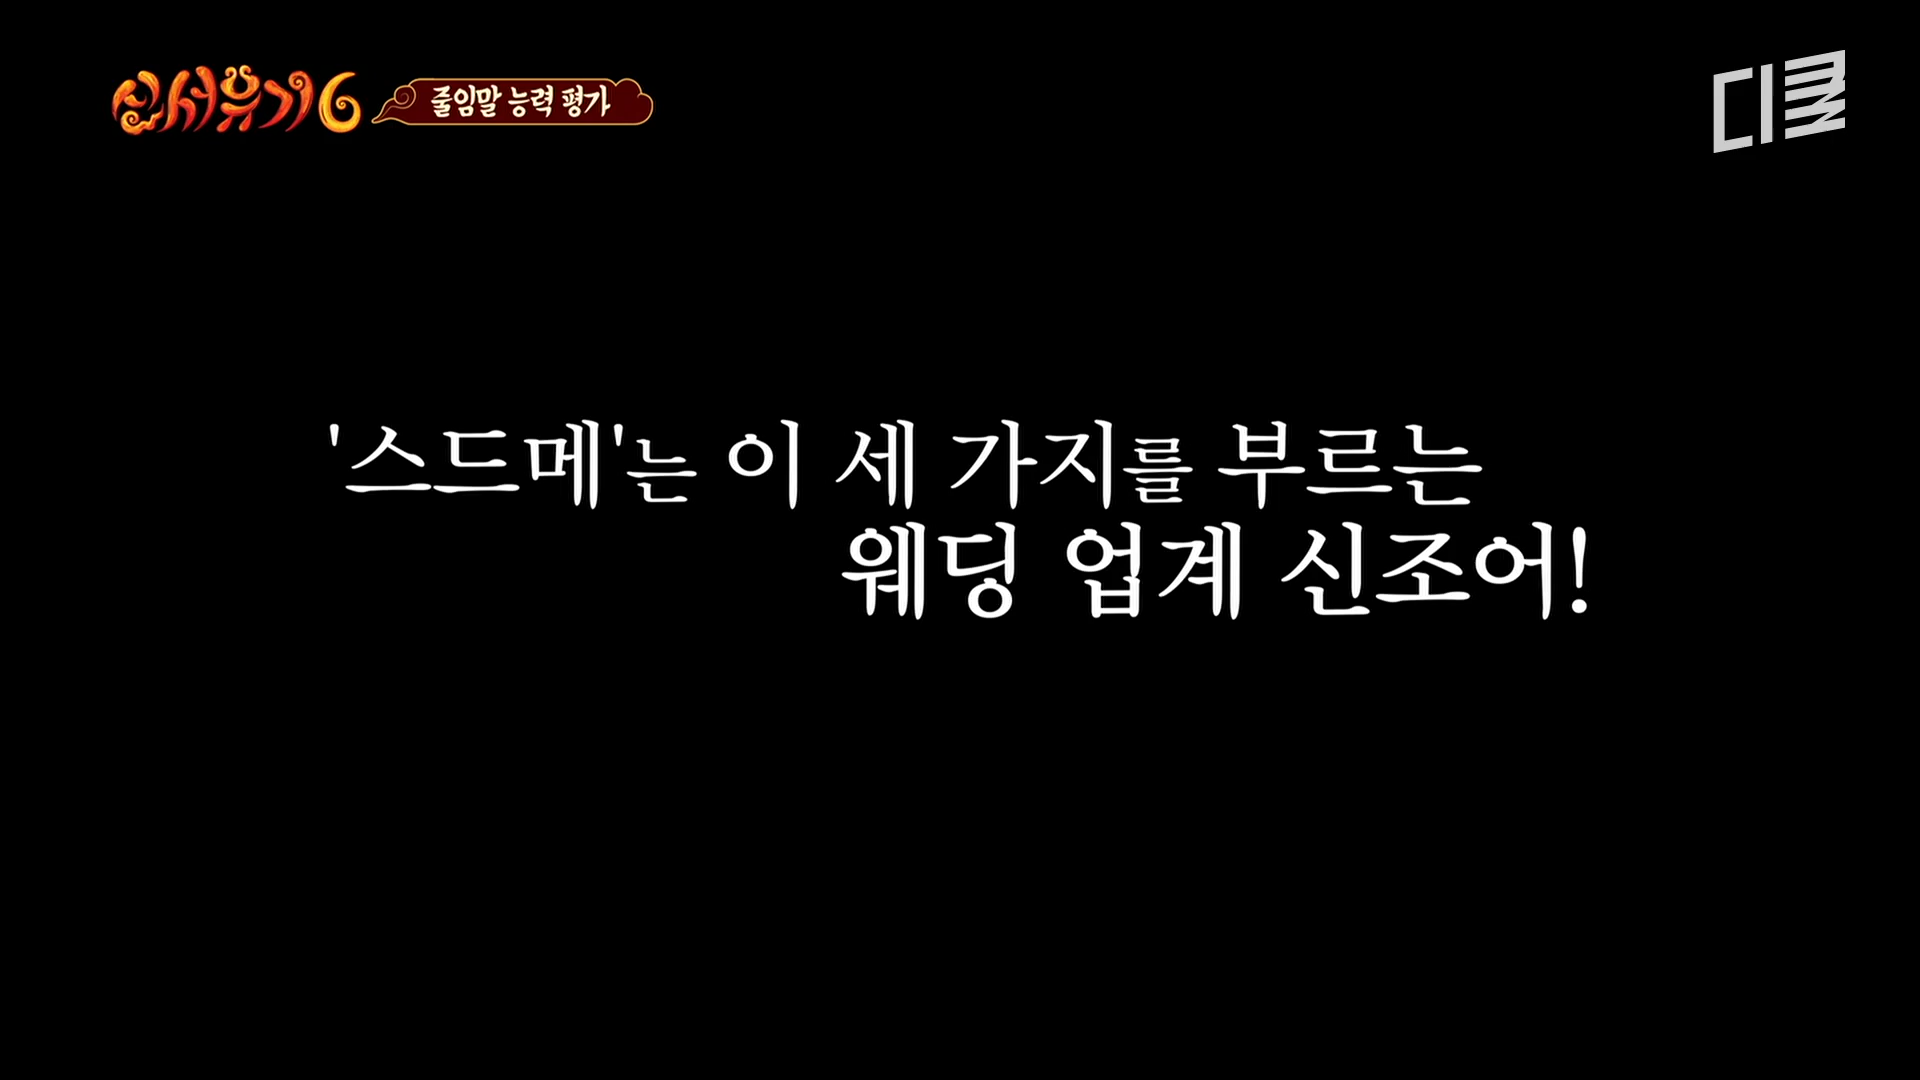 신서유기6 줄임말 능력 평가
디글
'스드메'는 이 세 가지를 부르는
웨딩 업계 신조어!